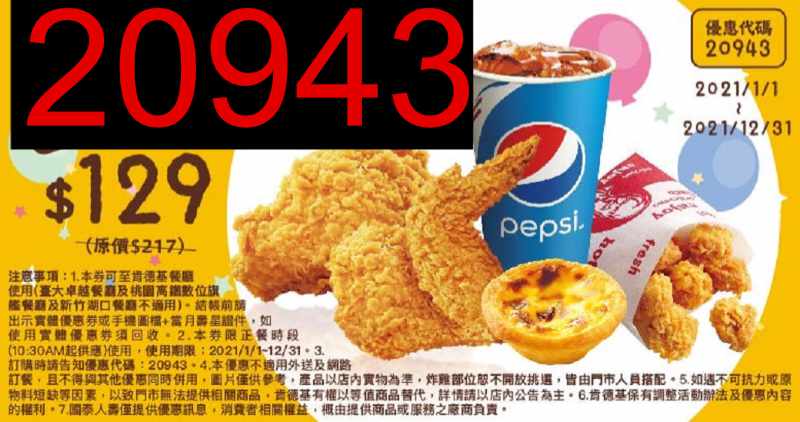 20943
優惠代碼
20943
2021/1/1
~
2021/12/31
$129
(原價$217)
pepsi
enjoy
fresh
注意事項：1.本券可至肯德基餐廳
使用(臺大卓越餐廳及桃園高鐵數位旗
艦餐廳及新竹湖口餐廳不適用)。結帳前請
出示實體優惠券或手機圖檔+當月壽星證件，如
使用實體優惠券須回收。2.本券限正餐時段
(10:30AM起供應)使用，使用期限：2021/1/1~12/31。3.
訂購時請告知優惠代碼：20943。4.本優惠不適用外送及網路
訂餐，且不得與其他優惠同時併用，圖片僅供參考，產品以店內實物為準，炸雞部位恕不開放挑選，皆由門市人員搭配。5.如遇不可抗力或原
物料短缺等因素，以致門市無法提供相關商品，肯德基有權以等值商品替代，詳情請以店內公告為主。6.肯德基保有調整活動辦法及優惠內容
的權利。7.國泰人壽僅提供優惠訊息，消費者相關權益，概由提供商品或服務之廠商負責。